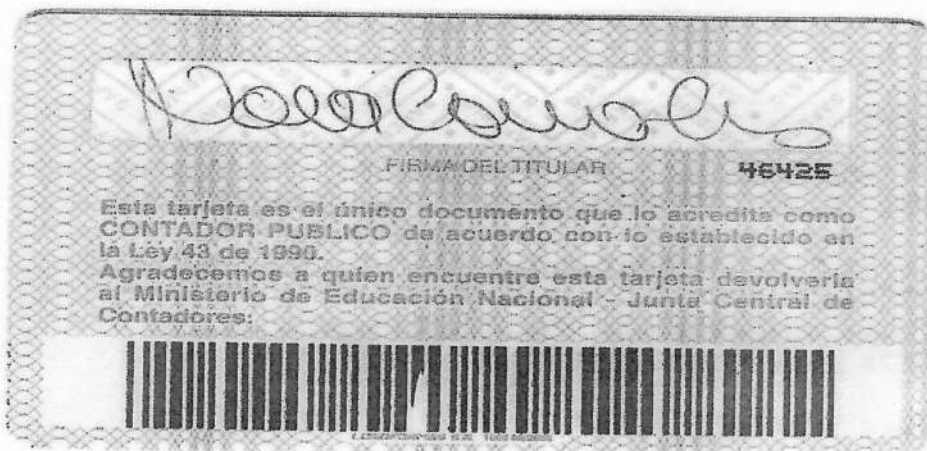 FIRMA DEL TITULAR 46425
Esta tarjeta es el único documento que lo acredita como
CONTADOR PUBLICO de acuerdo con lo establecido en
la Ley 43 de 1990.
Agradecemos a quien encuentre esta tarjeta devolverla
al Ministerio de Educación Nacional - Junta Central de
Contadores: